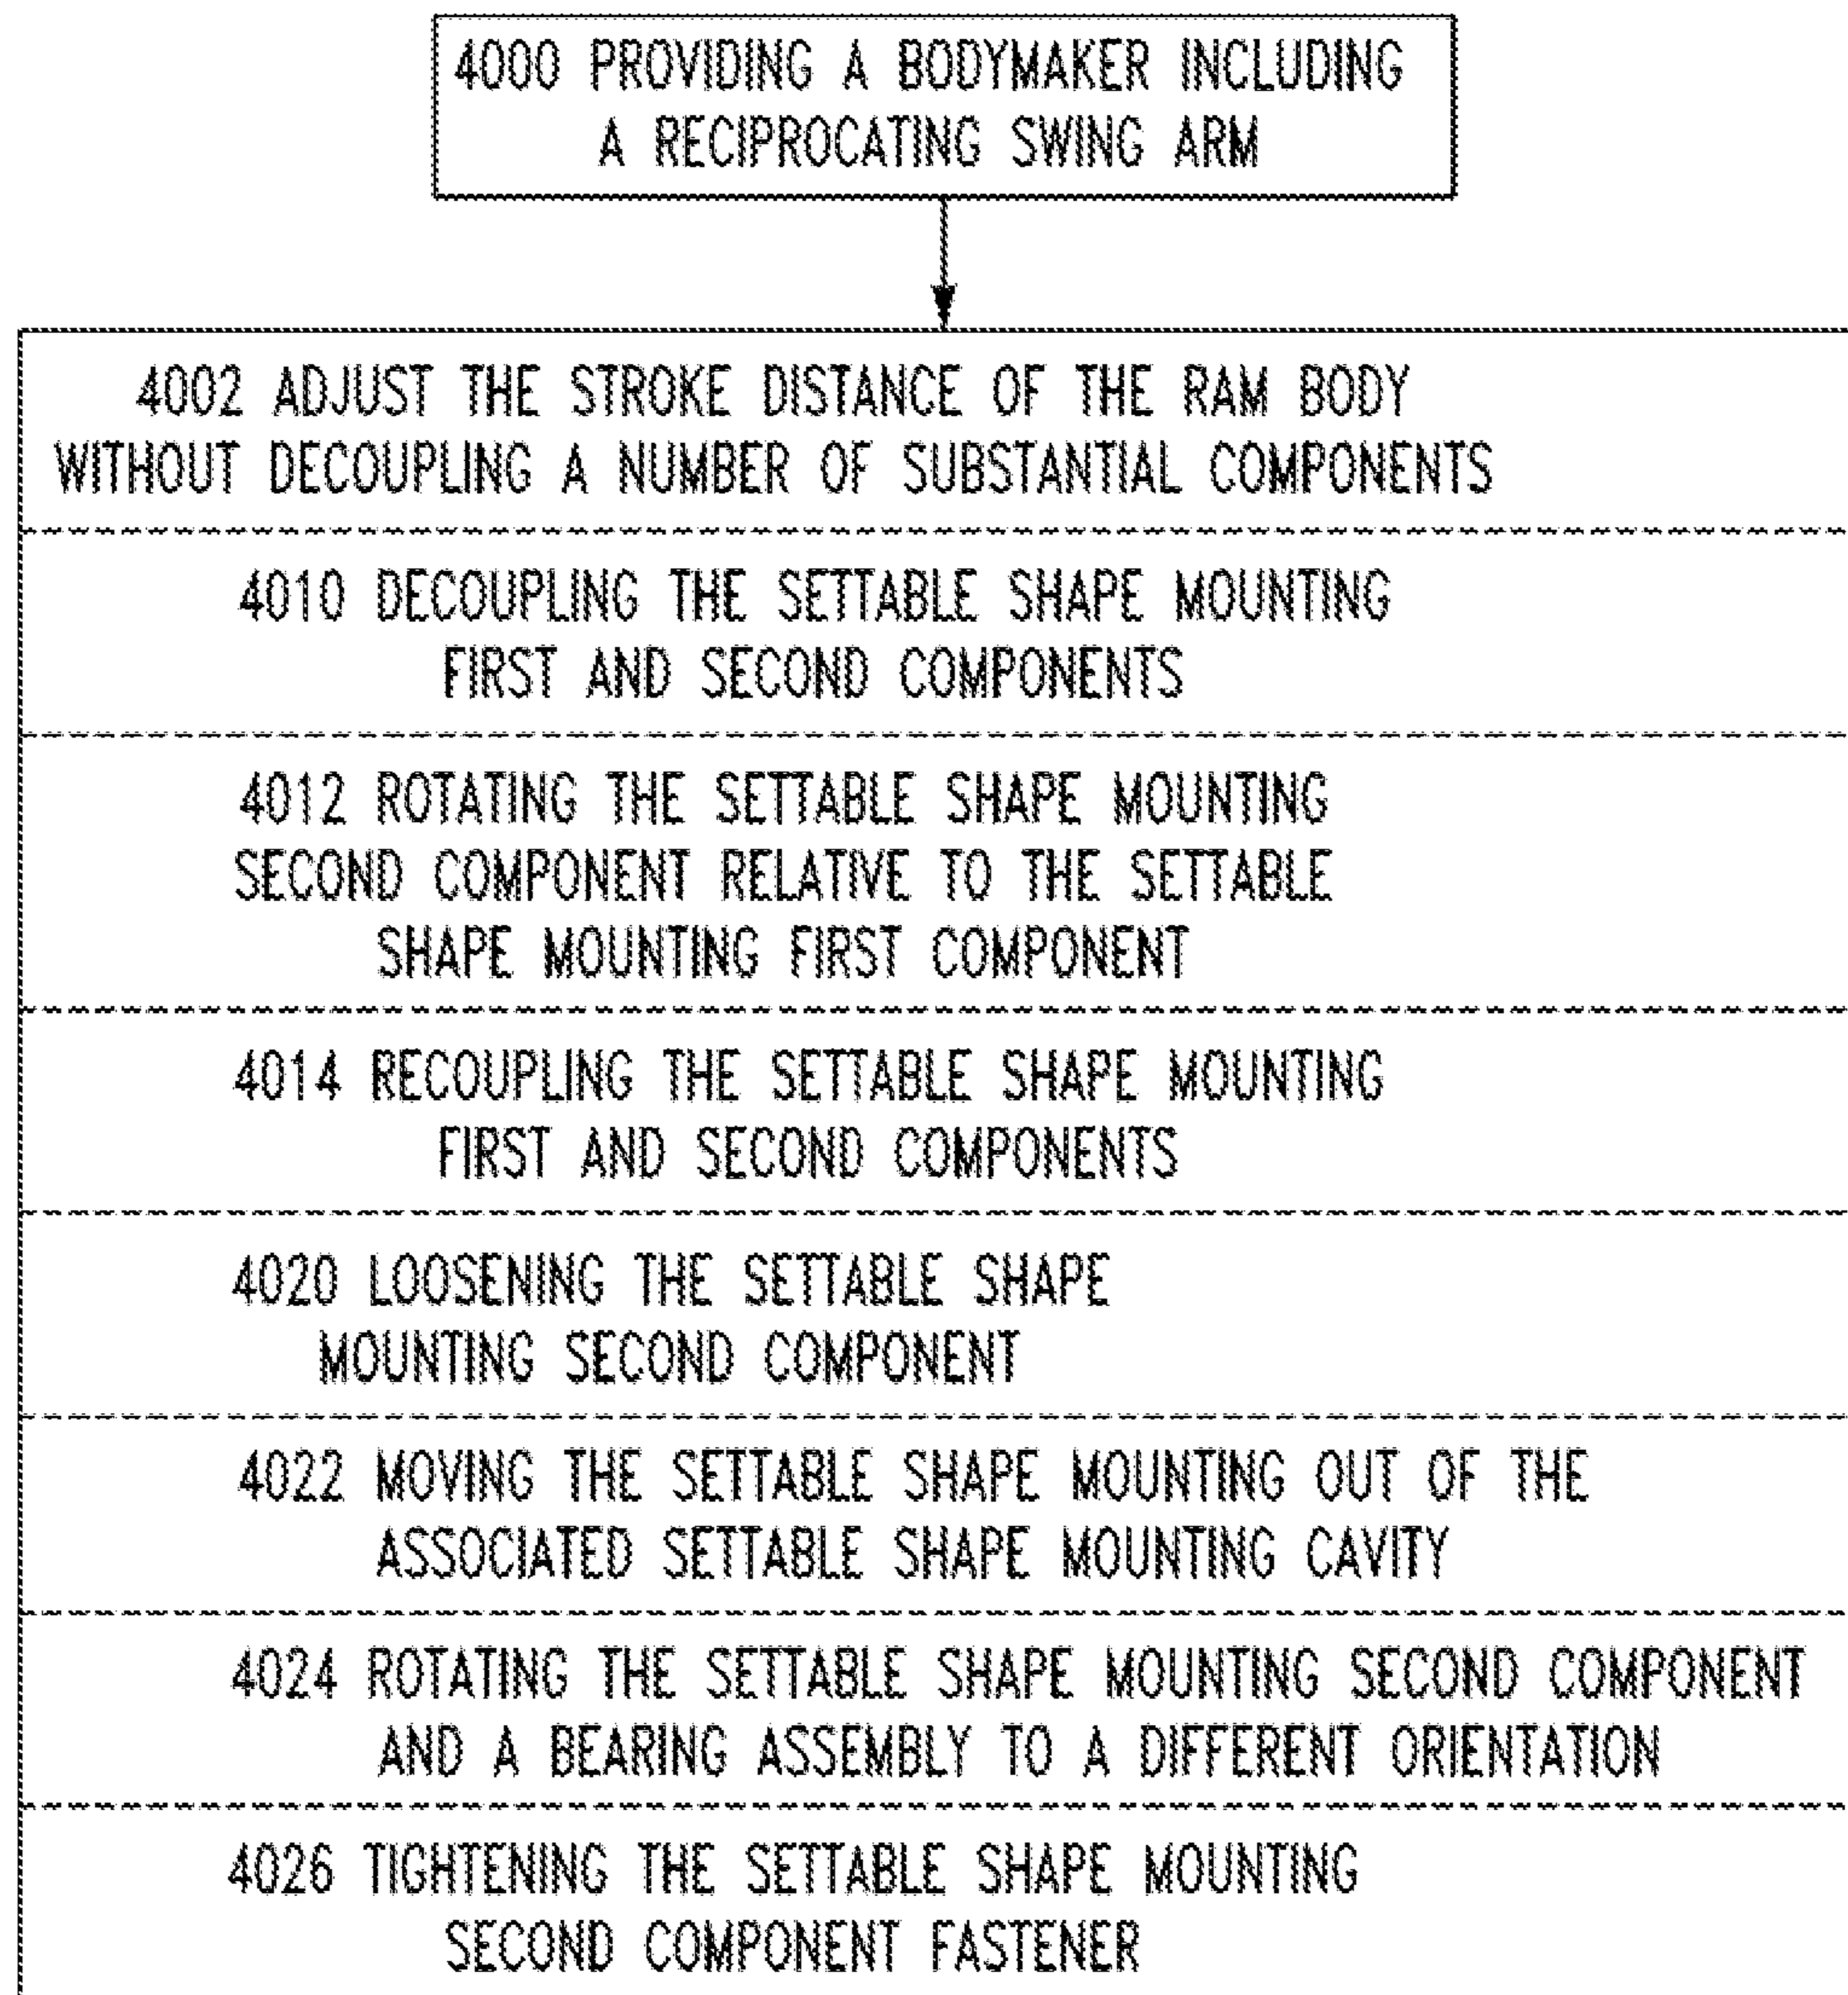 4000 PROVIDING A BODYMAKER INCLUDING
A RECIPROCATING SWING ARM
4002 ADJUST THE STROKE DISTANCE OF THE RAM BODY
WITHOUT DECOUPLING A NUMBER OF SUBSTANTIAL COMPONENTS
4010 DECOUPLING THE SETTABLE SHAPE MOUNTING
FIRST AND SECOND COMPONENTS
4012 ROTATING THE SETTABLE SHAPE MOUNTING
SECOND COMPONENT RELATIVE TO THE SETTABLE
SHAPE MOUNTING FIRST COMPONENT
4014 RECOUPLING THE SETTABLE SHAPE MOUNTING
FIRST AND SECOND COMPONENTS
4020 LOOSENING THE SETTABLE SHAPE
MOUNTING SECOND COMPONENT
4022 MOVING THE SETTABLE SHAPE MOUNTING OUT OF THE
ASSOCIATED SETTABLE SHAPE MOUNTING CAVITY
4024 ROTATING THE SETTABLE SHAPE MOUNTING SECOND COMPONENT
AND A BEARING ASSEMBLY TO A DIFFERENT ORIENTATION
4026 TIGHTENING THE SETTABLE SHAPE MOUNTING
SECOND COMPONENT FASTENER